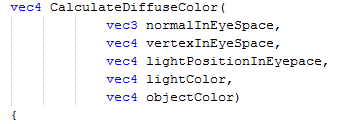 vec4 CalculateDiffuseColor(
vec3 normalInEyeSpace,
vec4 vertexInEyeSpace,
vec4 lightPositionInEyepace,
vec4 lightColor,
vec4 objectColor)
{